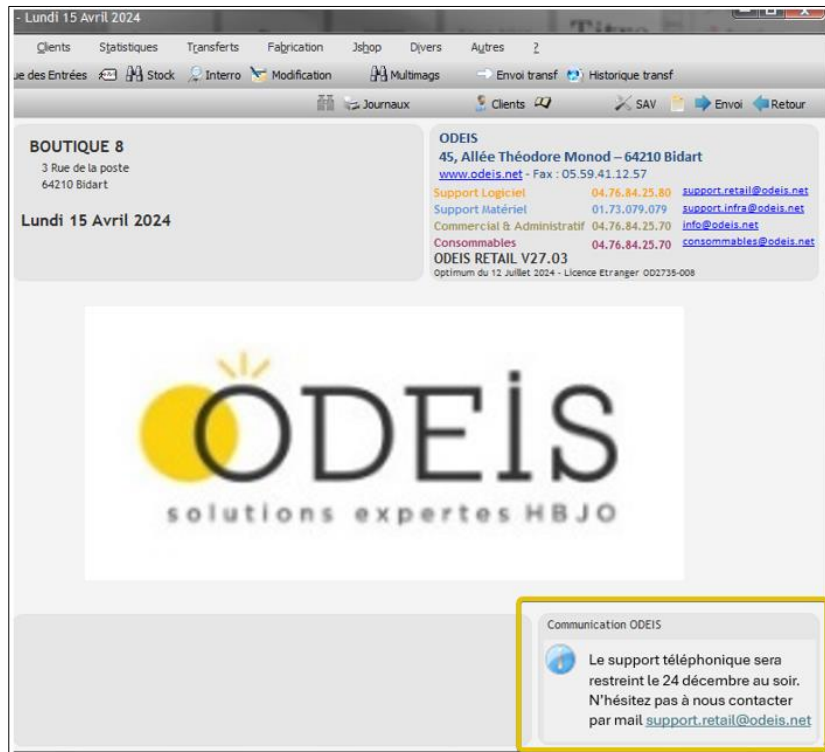 - Lundi 15 Avril 2024
Clients Statistiques Transferts Fabrication Jshop Divers Autres ?
ue des Entrées Stock Interro Modification Multimags Envoi transf Historique transf
Journaux Clients SAV Envoi Retour
BOUTIQUE 8
3 Rue de la poste
64210 Bidart
Lundi 15 Avril 2024
ODEIS
45, Allée Théodore Monod – 64210 Bidart
www.odeis.net - Fax : 05.59.41.12.57
Support Logiciel 04.76.84.25.80 support.retail@odeis.net
Support Matériel 01.73.079.079 support.infra@odeis.net
Commercial & Administratif 04.76.84.25.70 info@odeis.net
Consommables 04.76.84.25.70 consommables@odeis.net
ODEIS RETAIL V27.03
Optimum du 12 Juillet 2024 - Licence Etranger OD2735-008
ODEIS
solutions expertes HBJO
Communication ODEIS
Le support téléphonique sera
restreint le 24 décembre au soir.
N’hésitez pas à nous contacter
par mail support.retail@odeis.net